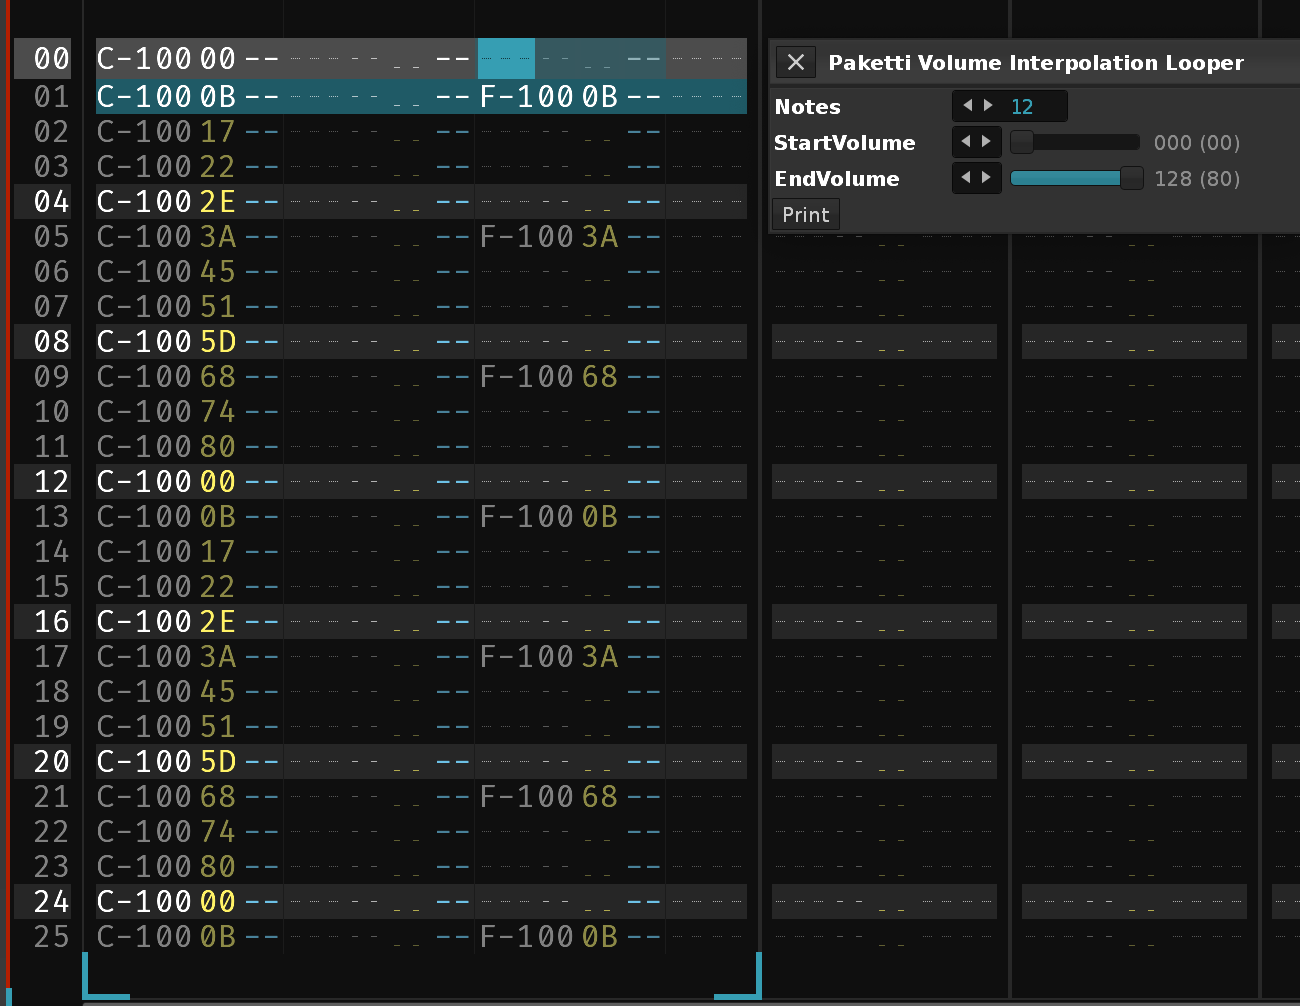 00 C-100 00 -- --- -- -- .. -- --- -- -- .. -- ----
01 C-100 0B -- --- -- -- .. -- F-100 0B -- ----
02 C-100 17 -- --- -- -- .. -- --- -- -- .. -- ----
03 C-100 22 -- --- -- -- .. -- --- -- -- .. -- ----
04 C-100 2E -- --- -- -- .. -- --- -- -- .. -- ----
05 C-100 3A -- --- -- -- .. -- F-100 3A -- ----
06 C-100 45 -- --- -- -- .. -- --- -- -- .. -- ----
07 C-100 51 -- --- -- -- .. -- --- -- -- .. -- ----
08 C-100 5D -- --- -- -- .. -- --- -- -- .. -- ----
09 C-100 68 -- --- -- -- .. -- F-100 68 -- ----
10 C-100 74 -- --- -- -- .. -- --- -- -- .. -- ----
11 C-100 80 -- --- -- -- .. -- --- -- -- .. -- ----
12 C-100 00 -- --- -- -- .. -- --- -- -- .. -- ----
13 C-100 0B -- --- -- -- .. -- F-100 0B -- ----
14 C-100 17 -- --- -- -- .. -- --- -- -- .. -- ----
15 C-100 22 -- --- -- -- .. -- --- -- -- .. -- ----
16 C-100 2E -- --- -- -- .. -- --- -- -- .. -- ----
17 C-100 3A -- --- -- -- .. -- F-100 3A -- ----
18 C-100 45 -- --- -- -- .. -- --- -- -- .. -- ----
19 C-100 51 -- --- -- -- .. -- --- -- -- .. -- ----
20 C-100 5D -- --- -- -- .. -- --- -- -- .. -- ----
21 C-100 68 -- --- -- -- .. -- F-100 68 -- ----
22 C-100 74 -- --- -- -- .. -- --- -- -- .. -- ----
23 C-100 80 -- --- -- -- .. -- --- -- -- .. -- ----
24 C-100 00 -- --- -- -- .. -- --- -- -- .. -- ----
25 C-100 0B -- --- -- -- .. -- F-100 0B -- ----
Paketti Volume Interpolation Looper
Notes 12
StartVolume 000 (00)
EndVolume 128 (80)
Print